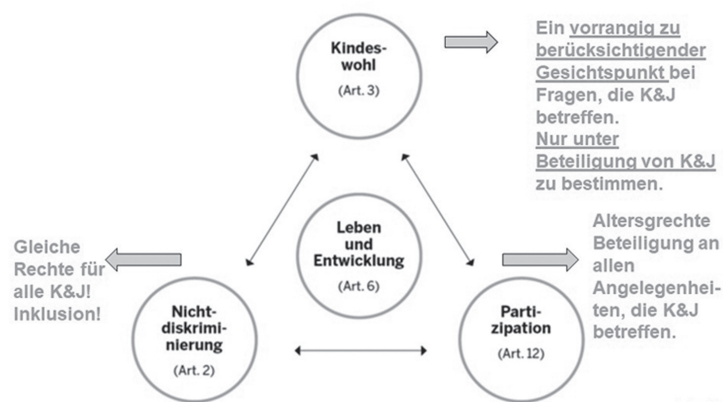 Kindes-
wohl
(Art. 3)
Ein vorrangig zu
berücksichtigender
Gesichtspunkt bei
Fragen, die K&J
betreffen.
Nur unter
Beteiligung von K&J
zu bestimmen.
Leben
und
Entwicklung
(Art. 6)
Gleiche
Rechte für
alle K&J!
Inklusion!
Nicht-
diskrimi-
nierung
(Art. 2)
Parti-
zipation
(Art. 12)
Altersgrechte
Beteiligung an
allen
Angelegenhei-
ten, die K&J
betreffen.